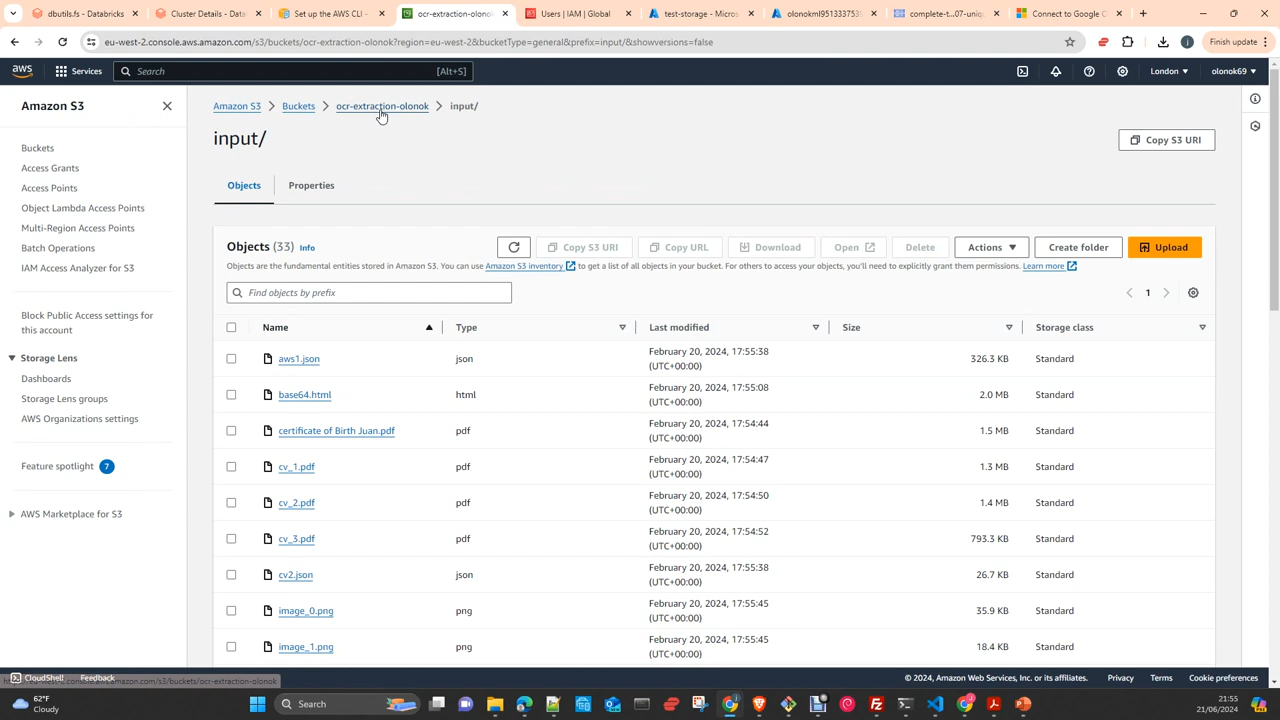 dbutils.fs - Databricks
Cluster Details - Databricks
Set up the AWS CLI -
ocr-extraction-olonok
Users | IAM | Global
test-storage - Microsoft
olonokml9513337535
complete-t...07-uniqu
Connect to Google C
eu-west-2.console.aws.amazon.com/s3/buckets/ocr-extraction-olonok?region=eu-west-2&bucketType=general&prefix=input/&showversions=false
Finish update
aws
Services
Search
[Alt+S]
London
olonok69
Amazon S3
Amazon S3 > Buckets > ocr-extraction-olonok > input/
input/
Copy S3 URI
Buckets
Access Grants
Access Points
Object Lambda Access Points
Multi-Region Access Points
Batch Operations
IAM Access Analyzer for S3
Block Public Access settings for
this account
Storage Lens
Dashboards
Storage Lens groups
AWS Organizations settings
Feature spotlight 7
AWS Marketplace for S3
Objects
Properties
Objects (33) Info
Copy S3 URI
Copy URL
Download
Open
Delete
Actions
Create folder
Upload
Objects are the fundamental entities stored in Amazon S3. You can use Amazon S3 inventory to get a list of all objects in your bucket. For others to access your objects, you'll need to explicitly grant them permissions. Learn more
Find objects by prefix
1
Name Type Last modified Size Storage class
aws1.json json February 20, 2024, 17:55:38 (UTC+00:00) 326.3 KB Standard
base64.html html February 20, 2024, 17:55:08 (UTC+00:00) 2.0 MB Standard
certificate of Birth Juan.pdf pdf February 20, 2024, 17:54:44 (UTC+00:00) 1.5 MB Standard
cv_1.pdf pdf February 20, 2024, 17:54:47 (UTC+00:00) 1.3 MB Standard
cv_2.pdf pdf February 20, 2024, 17:54:50 (UTC+00:00) 1.4 MB Standard
cv_3.pdf pdf February 20, 2024, 17:54:52 (UTC+00:00) 793.3 KB Standard
cv2.json json February 20, 2024, 17:55:38 (UTC+00:00) 26.7 KB Standard
image_0.png png February 20, 2024, 17:55:45 (UTC+00:00) 35.9 KB Standard
image_1.png png February 20, 2024, 17:55:45 (UTC+00:00) 18.4 KB Standard
CloudShell Feedback
© 2024, Amazon Web Services, Inc. or its affiliates. Privacy Terms Cookie preferences
62°F
Cloudy
Search
21:55
21/06/2024